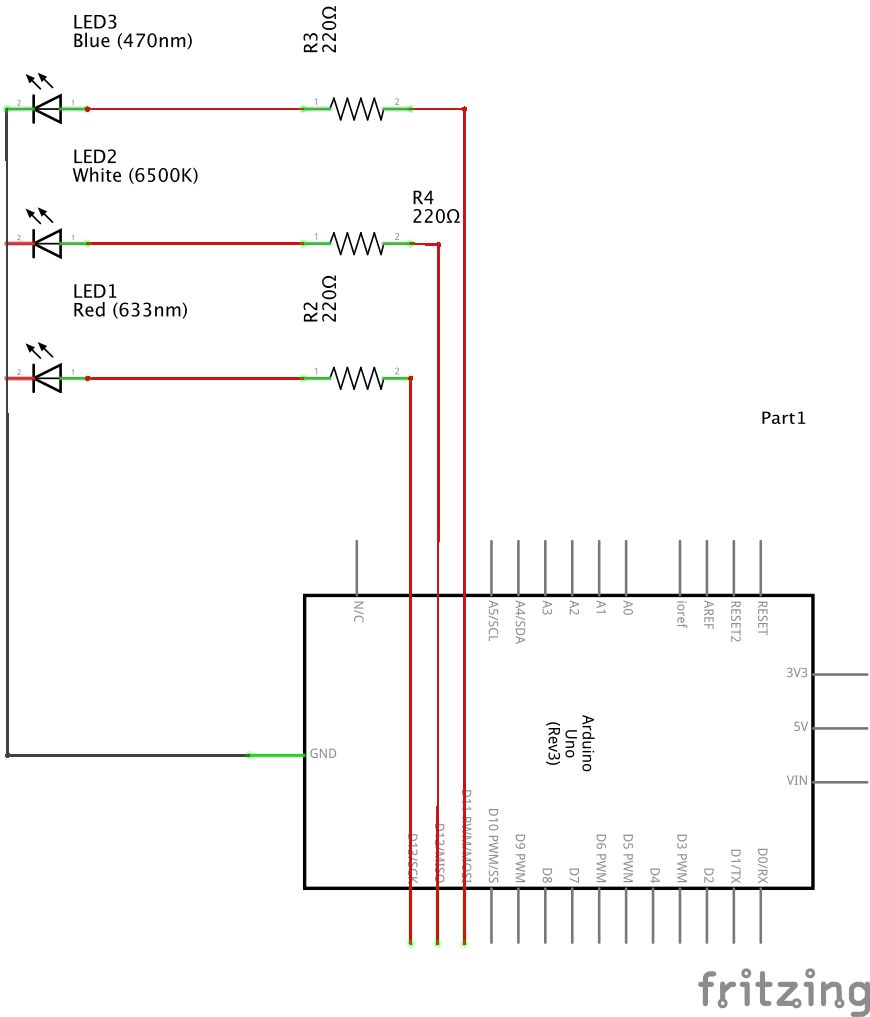 LED3
Blue (470nm)
R3
220Ω
2
1
1
2
LED2
White (6500K)
R4
220Ω
2
1
1
2
LED1
Red (633nm)
R2
220Ω
2
1
1
2
Part1
N/C
A5/SCL
A4/SDA
A3
A2
A1
A0
ioref
AREF
RESET2
RESET
3V3
5V
VIN
GND
Arduino
Uno
(Rev3)
D13/SCK
D12/MISO
D11 PWM/MOSI
D10 PWM/SS
D9 PWM
D8
D7
D6 PWM
D5 PWM
D4
D3 PWM
D2
D1/TX
D0/RX
fritzing